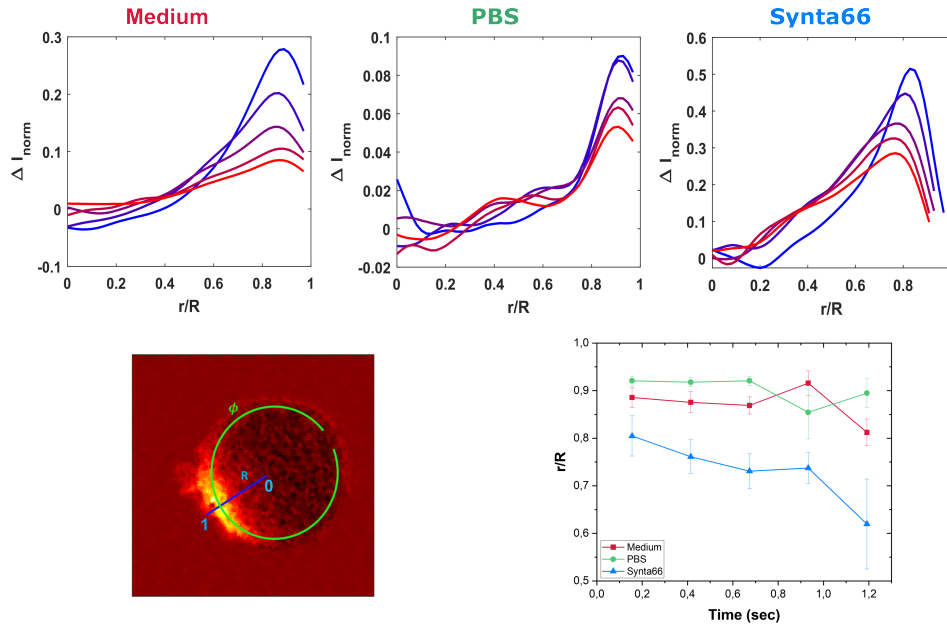 Medium
PBS
Synta66
0.3
0.2
0.1
0
-0.1
Δ I norm
0 0.2 0.4 0.6 0.8 1
r/R
0.1
0.08
0.06
0.04
0.02
0
-0.02
Δ I norm
0 0.2 0.4 0.6 0.8 1
r/R
0.6
0.5
0.4
0.3
0.2
0.1
0
Δ I norm
0 0.2 0.4 0.6 0.8
r/R
ϕ
R
0
1
1,0
0,9
0,8
0,7
0,6
0,5
r/R
Medium
PBS
Synta66
0,0 0,2 0,4 0,6 0,8 1,0 1,2
Time (sec)